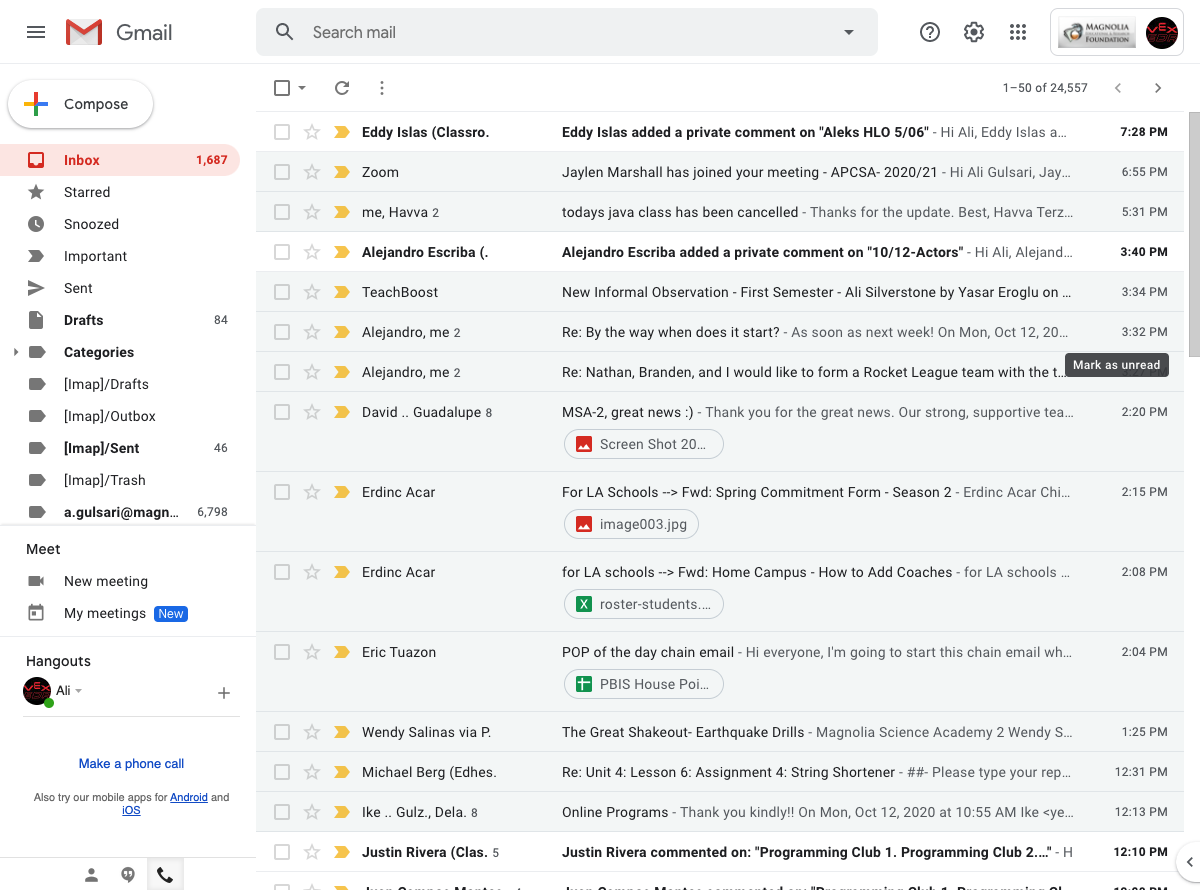 Gmail
Search mail
MAGNOLIA
FOUNDATION
Compose
1–50 of 24,557
Inbox 1,687
Starred
Snoozed
Important
Sent
Drafts 84
Categories
[Imap]/Drafts
[Imap]/Outbox
[Imap]/Sent 46
[Imap]/Trash
a.gulsari@magn... 6,798
Meet
New meeting
My meetings New
Hangouts
Ali
Make a phone call
Also try our mobile apps for Android and
iOS
Eddy Islas (Classro. Eddy Islas added a private comment on "Aleks HLO 5/06" - Hi Ali, Eddy Islas a... 7:28 PM
Zoom Jaylen Marshall has joined your meeting - APCSA- 2020/21 - Hi Ali Gulsari, Jay... 6:55 PM
me, Havva 2 todays java class has been cancelled - Thanks for the update. Best, Havva Terz... 5:31 PM
Alejandro Escriba (. Alejandro Escriba added a private comment on "10/12-Actors" - Hi Ali, Alejand... 3:40 PM
TeachBoost New Informal Observation - First Semester - Ali Silverstone by Yasar Eroglu on ... 3:34 PM
Alejandro, me 2 Re: By the way when does it start? - As soon as next week! On Mon, Oct 12, 20... 3:32 PM
Alejandro, me 2 Re: Nathan, Branden, and I would like to form a Rocket League team with the t...
Mark as unread
David .. Guadalupe 8 MSA-2, great news :) - Thank you for the great news. Our strong, supportive tea... 2:20 PM
Screen Shot 20...
Erdinc Acar For LA Schools --> Fwd: Spring Commitment Form - Season 2 - Erdinc Acar Chi... 2:15 PM
image003.jpg
Erdinc Acar for LA schools --> Fwd: Home Campus - How to Add Coaches - for LA schools ... 2:08 PM
X roster-students....
Eric Tuazon POP of the day chain email - Hi everyone, I'm going to start this chain email wh... 2:04 PM
PBIS House Poi...
Wendy Salinas via P. The Great Shakeout- Earthquake Drills - Magnolia Science Academy 2 Wendy S... 1:25 PM
Michael Berg (Edhes. Re: Unit 4: Lesson 6: Assignment 4: String Shortener - ##- Please type your rep... 12:31 PM
Ike .. Gulz., Dela. 8 Online Programs - Thank you kindly!! On Mon, Oct 12, 2020 at 10:55 AM Ike <ye... 12:13 PM
Justin Rivera (Clas. 5 Justin Rivera commented on: "Programming Club 1. Programming Club 2...." - H 12:10 PM